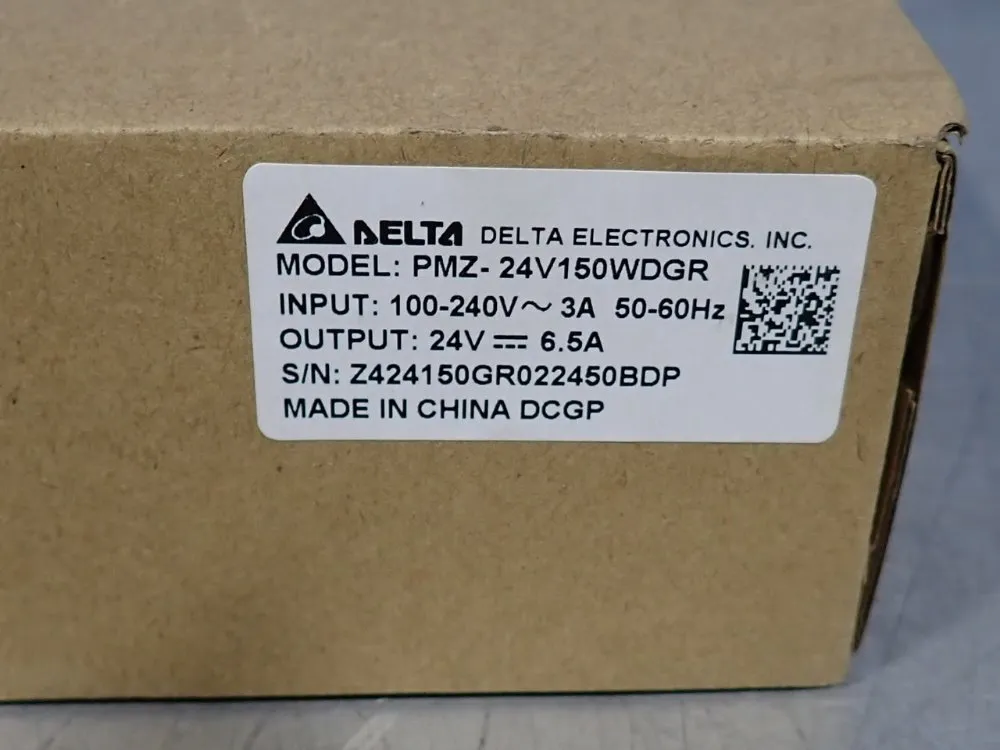 DELTA DELTA ELECTRONICS. INC.
MODEL: PMZ- 24V150WDGR
INPUT: 100-240V~ 3A 50-60Hz
OUTPUT: 24V ⎓ 6.5A
S/N: Z424150GR022450BDP
MADE IN CHINA DCGP